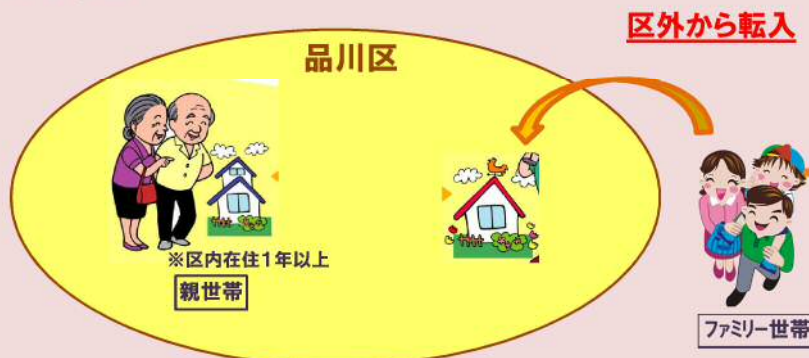 区外から転入
品川区
※区内在住1年以上
親世帯
ファミリー世帯